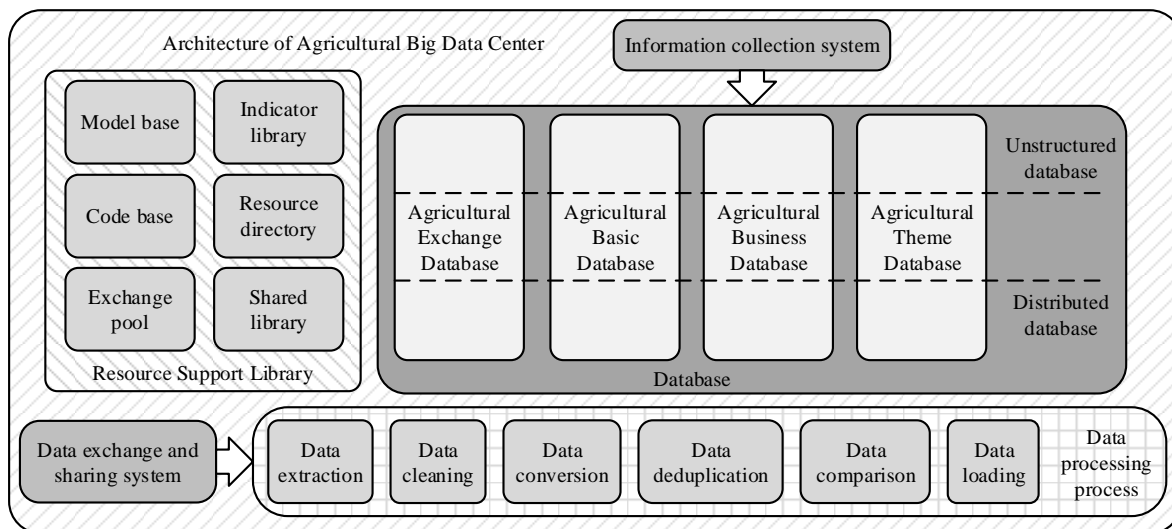 Architecture of Agricultural Big Data Center
Information collection system
Model base
Indicator
library
Code base
Resource
directory
Exchange
pool
Shared
library
Resource Support Library
Agricultural
Exchange
Database
Agricultural
Basic
Database
Agricultural
Business
Database
Agricultural
Theme
Database
Unstructured
database
Distributed
database
Database
Data exchange and
sharing system
Data
extraction
Data
cleaning
Data
conversion
Data
deduplication
Data
comparison
Data
loading
Data
processing
process